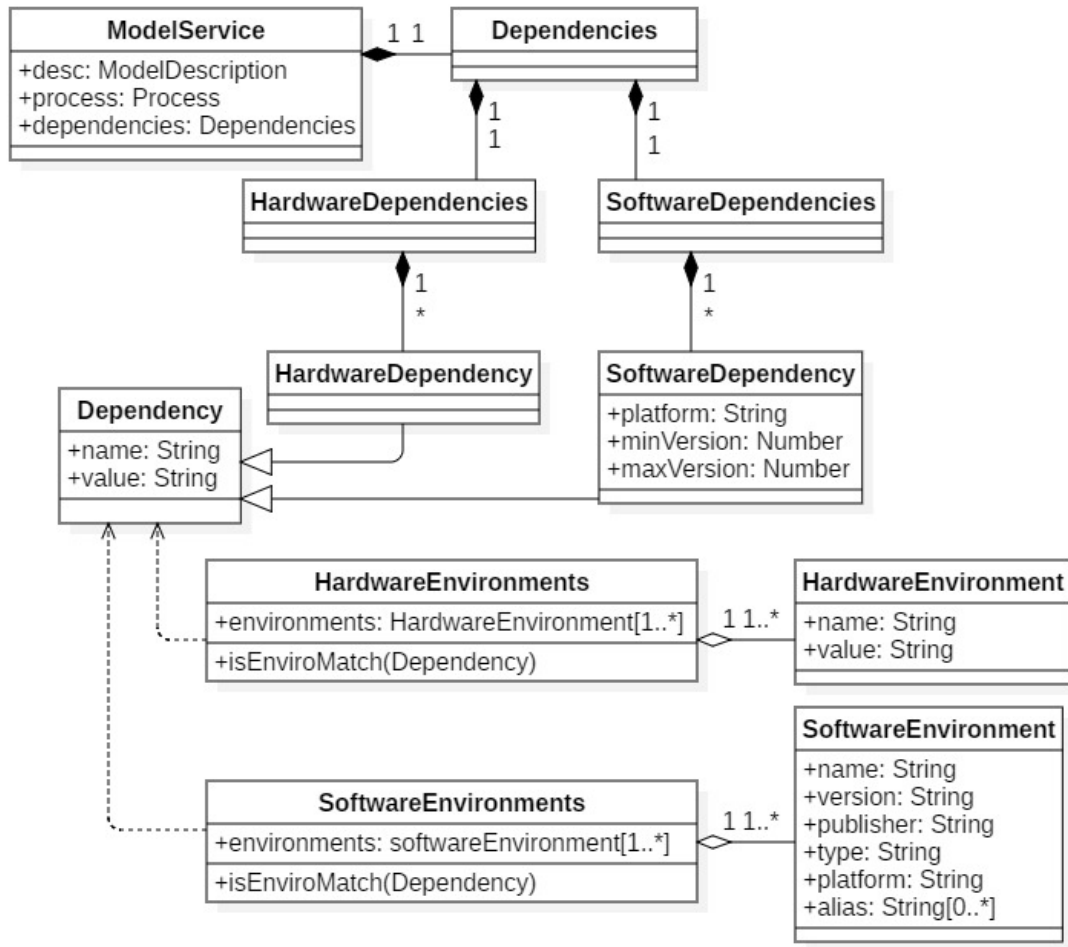 ModelService
+desc: ModelDescription
+process: Process
+dependencies: Dependencies
1 1
Dependencies
1
1
1
1
HardwareDependencies
SoftwareDependencies
1
*
1
*
HardwareDependency
SoftwareDependency
+platform: String
+minVersion: Number
+maxVersion: Number
Dependency
+name: String
+value: String
HardwareEnvironments
+environments: HardwareEnvironment[1..*]
+isEnviroMatch(Dependency)
1 1..*
HardwareEnvironment
+name: String
+value: String
SoftwareEnvironments
+environments: softwareEnvironment[1..*]
+isEnviroMatch(Dependency)
1 1..*
SoftwareEnvironment
+name: String
+version: String
+publisher: String
+type: String
+platform: String
+alias: String[0..*]